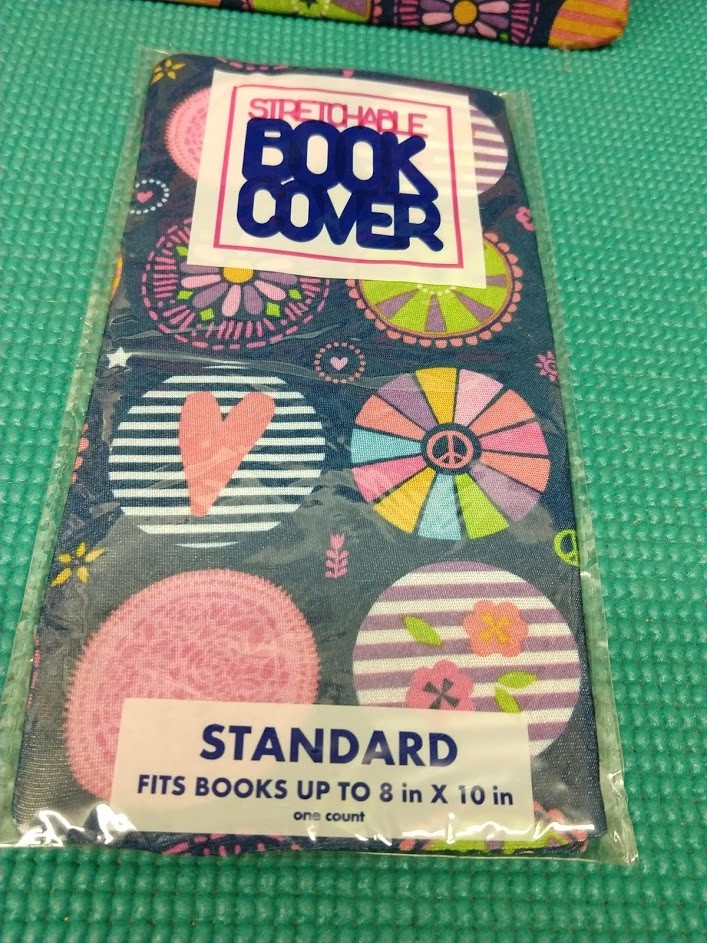 STRETCHABLE
BOOK
COVER
STANDARD
FITS BOOKS UP TO 8 in X 10 in
one count